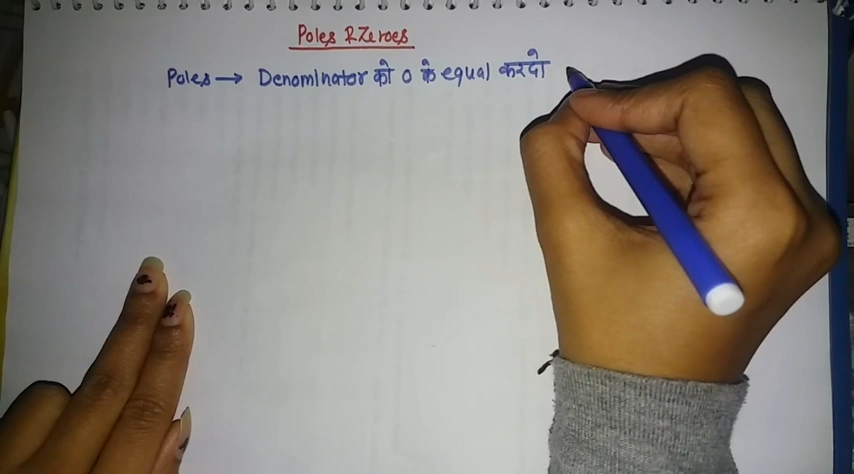 Poles & Zeroes
Poles → Denominator को 0 के equal करदो